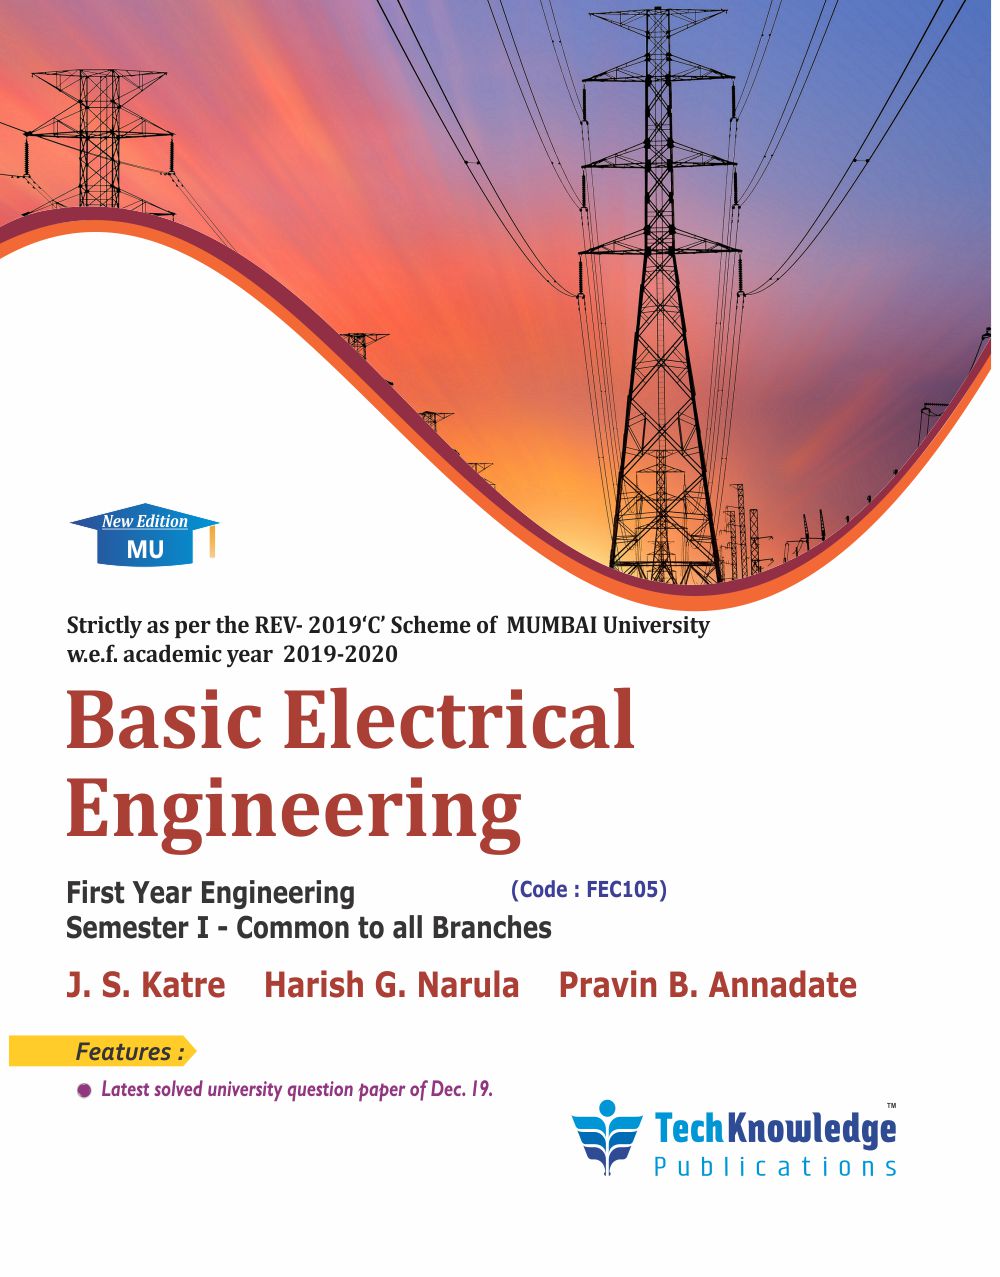 New Edition
MU
Strictly as per the REV- 2019‘C’ Scheme of MUMBAI University
w.e.f. academic year 2019-2020
Basic Electrical
Engineering
First Year Engineering (Code : FEC105)
Semester I - Common to all Branches
J. S. Katre Harish G. Narula Pravin B. Annadate
Features :
Latest solved university question paper of Dec. 19.
TechKnowledge™
Publications